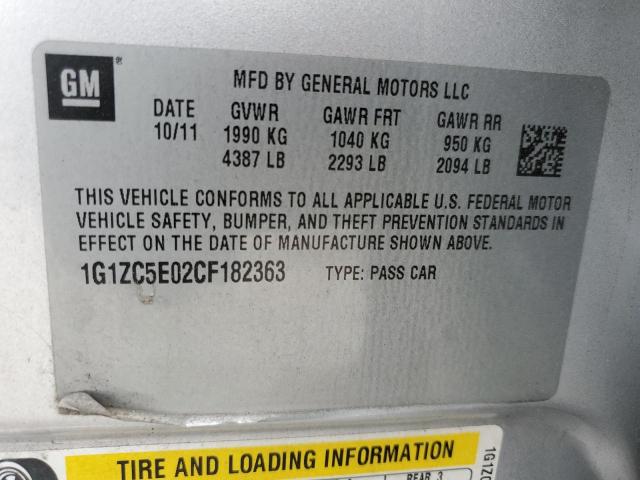 GM
®
MFD BY GENERAL MOTORS LLC
DATE GVWR GAWR FRT GAWR RR
10/11 1990 KG 1040 KG 950 KG
4387 LB 2293 LB 2094 LB
THIS VEHICLE CONFORMS TO ALL APPLICABLE U.S. FEDERAL MOTOR
VEHICLE SAFETY, BUMPER, AND THEFT PREVENTION STANDARDS IN
EFFECT ON THE DATE OF MANUFACTURE SHOWN ABOVE.
1G1ZC5E02CF182363 TYPE: PASS CAR
TIRE AND LOADING INFORMATION
REAR 3
1G1ZC